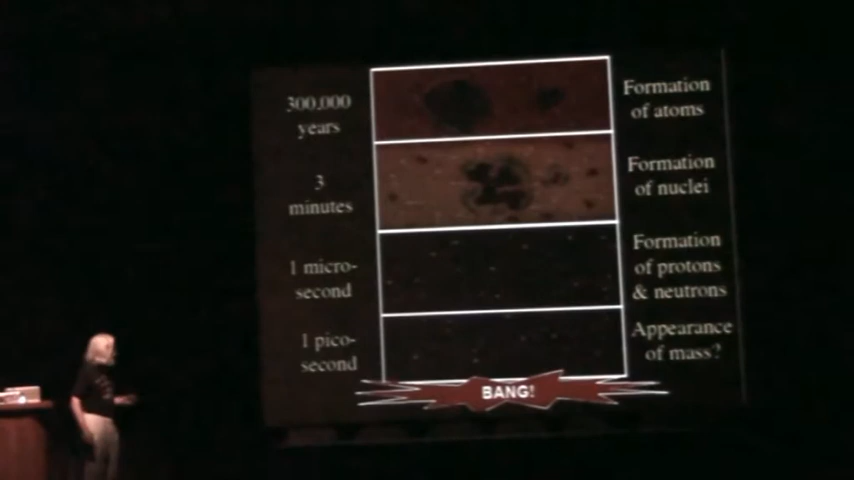 300,000
years
Formation
of atoms
3
minutes
Formation
of nuclei
1 micro-
second
Formation
of protons
& neutrons
1 pico-
second
Appearance
of mass?
BANG!